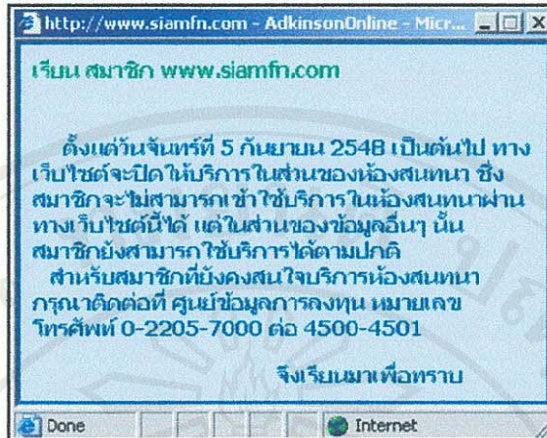 http://www.siamfn.com - AdkinsonOnline - Micr...
เรียน สมาชิก www.siamfn.com
ตั้งแต่วันจันทร์ที่ 5 กันยายน 2548 เป็นต้นไป ทาง
เว็บไซต์จะปิดให้บริการในส่วนของห้องสนทนา ซึ่ง
สมาชิกจะไม่สามารถเข้าใช้บริการในห้องสนทนาผ่าน
ทางเว็บไซต์นี้ได้ แต่ในส่วนของข้อมูลอื่นๆ นั้น
สมาชิกยังสามารถใช้บริการได้ตามปกติ
สำหรับสมาชิกที่ยังคงสนใจบริการห้องสนทนา
กรุณาติดต่อที่ ศูนย์ข้อมูลการลงทุน หมายเลข
โทรศัพท์ 0-2205-7000 ต่อ 4500-4501
จึงเรียนมาเพื่อทราบ
Done Internet